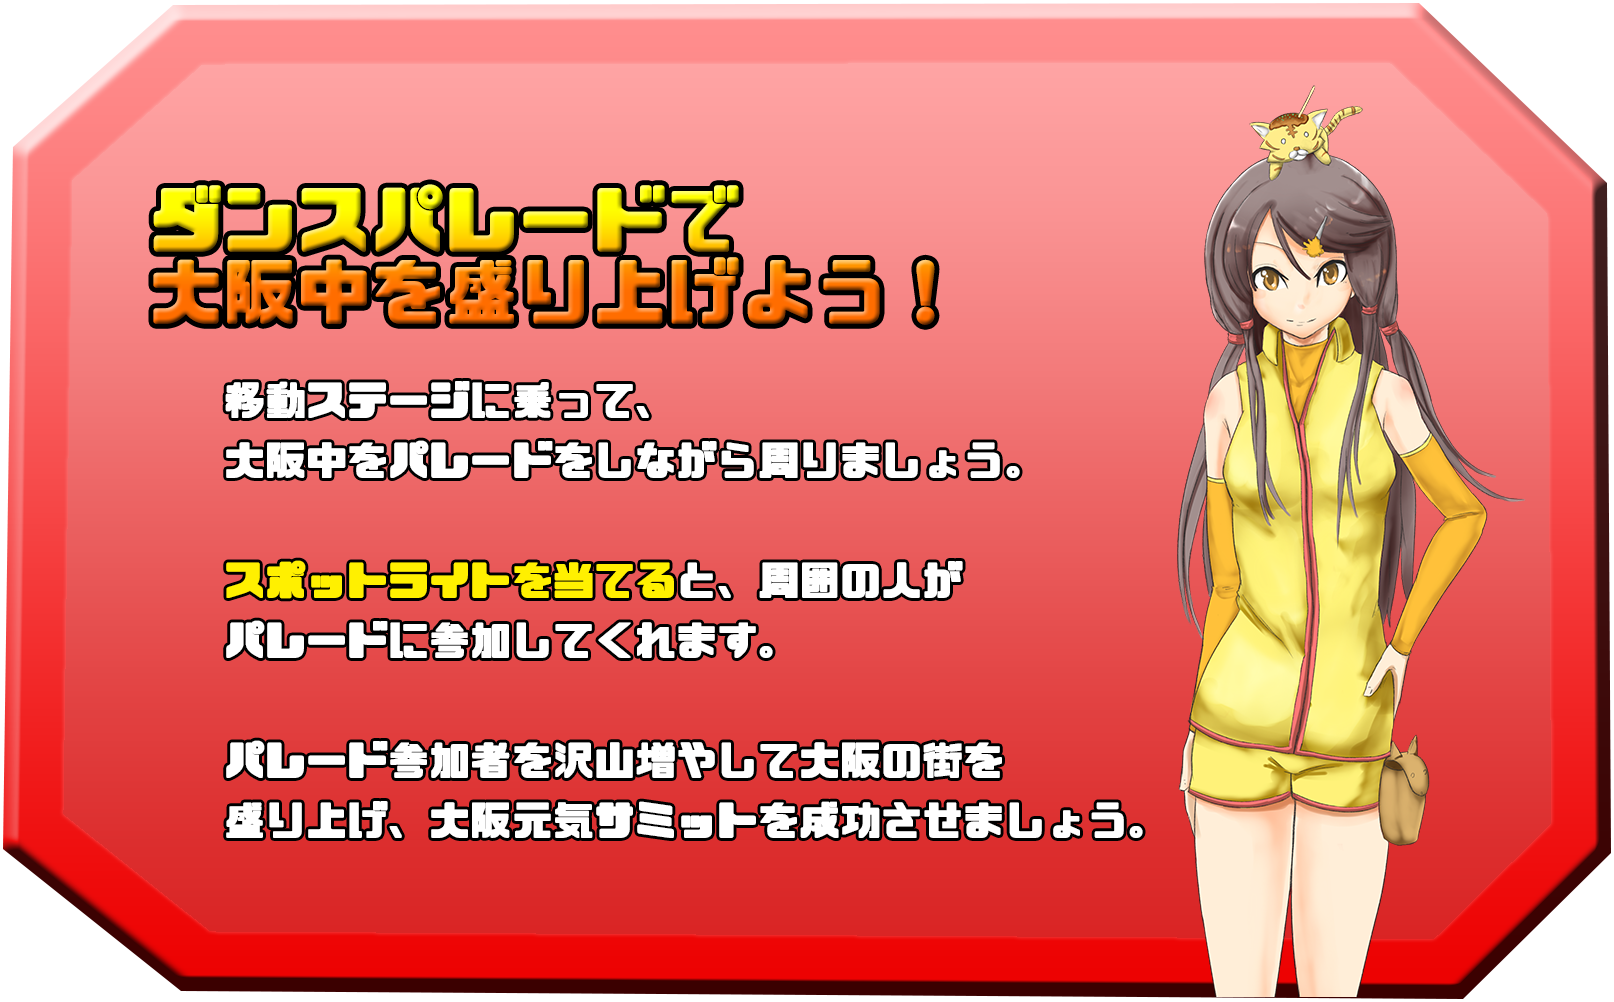 ダンスパレードで
大阪中を盛り上げよう！
移動ステージに乗って、
大阪中をパレードをしながら周りましょう。
スポットライトを当てると、周囲の人が
パレードに参加してくれます。
パレード参加者を沢山増やして大阪の街を
盛り上げ、大阪元気サミットを成功させましょう。